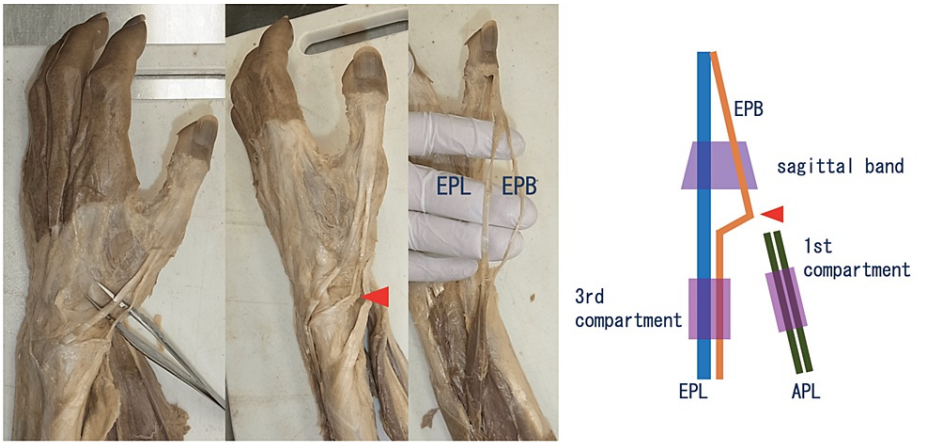 EPL EPB
EPB
sagittal band
1st
compartment
3rd
compartment
EPL APL